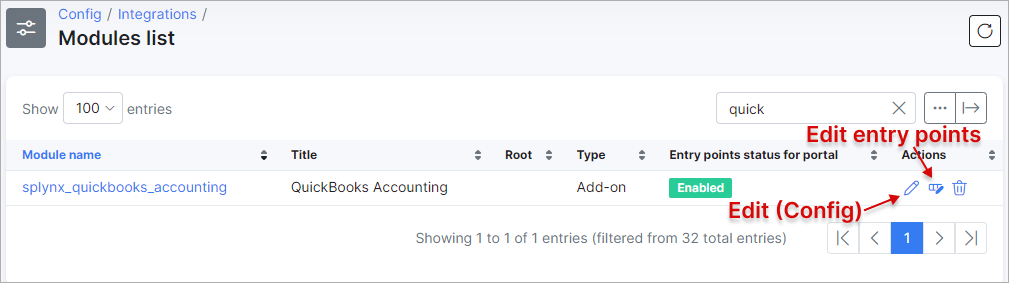 Config / Integrations /
Modules list
Show 100 entries
quick
Edit entry points
Module name Title Root Type Entry points status for portal Actions
splynx_quickbooks_accounting QuickBooks Accounting Add-on Enabled
Edit (Config)
Showing 1 to 1 of 1 entries (filtered from 32 total entries)
1